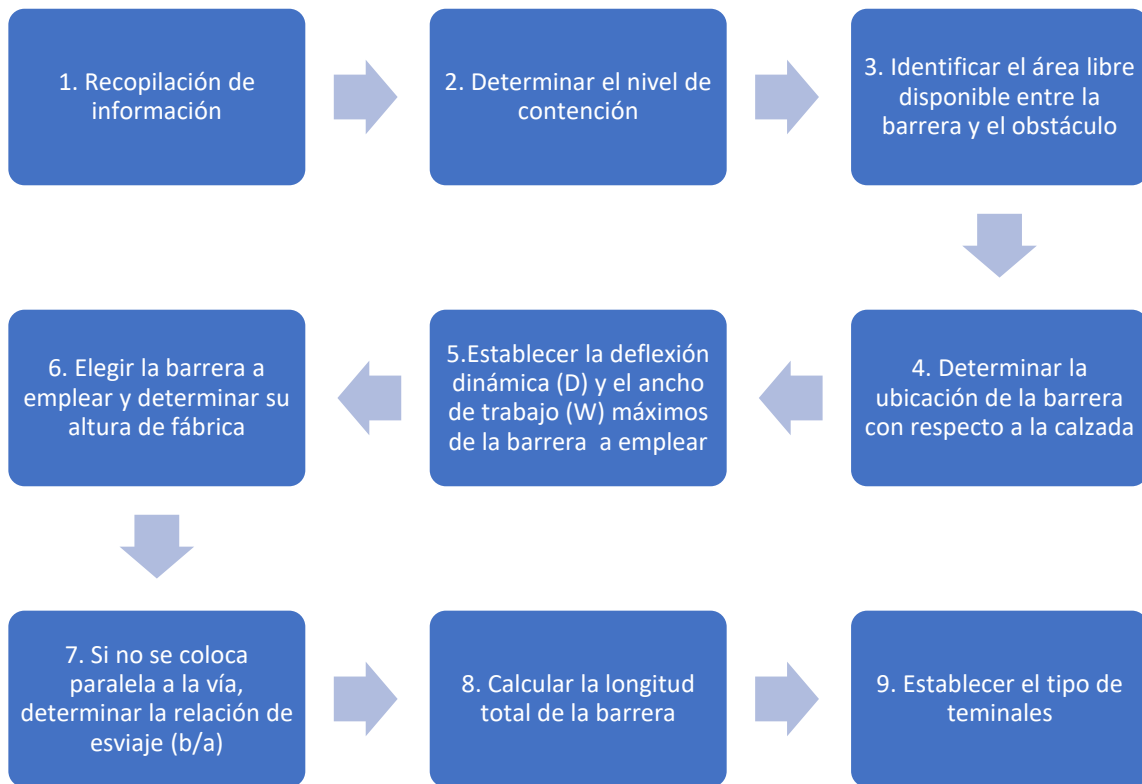 1. Recopilación de
información
2. Determinar el nivel de
contención
3. Identificar el área libre
disponible entre la
barrera y el obstáculo
4. Determinar la
ubicación de la barrera
con respecto a la calzada
5.Establecer la deflexión
dinámica (D) y el ancho
de trabajo (W) máximos
de la barrera  a emplear
6. Elegir la barrera a
emplear y determinar su
altura de fábrica
7. Si no se coloca
paralela a la vía,
determinar la relación de
esviaje (b/a)
8. Calcular la longitud
total de la barrera
9. Establecer el tipo de
teminales